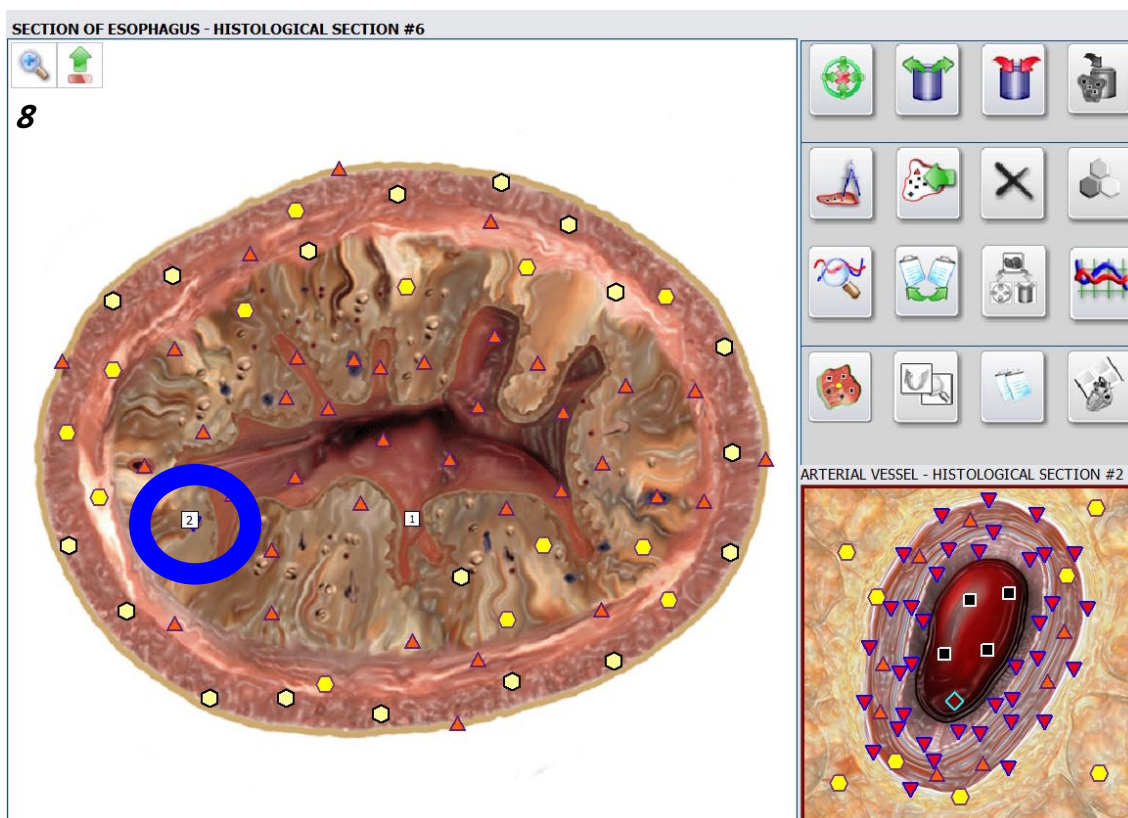 SECTION OF ESOPHAGUS - HISTOLOGICAL SECTION #6
8
2
1
ARTERIAL VESSEL - HISTOLOGICAL SECTION #2